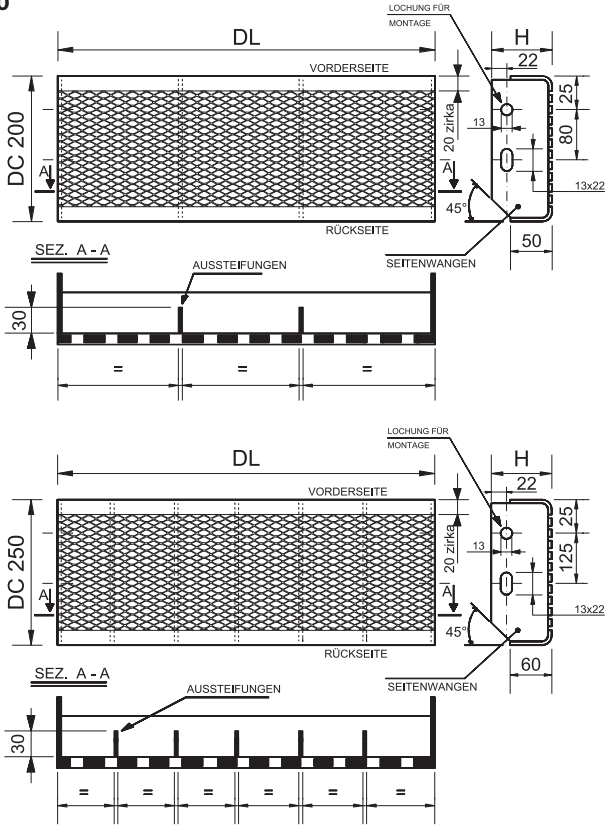 LOCHUNG FÜR
MONTAGE
DL
H
VORDERSEITE
22
DC 200
20 zirka
13
25
80
A
A
13x22
45°
RÜCKSEITE
50
SEZ. A - A
SEITENWANGEN
AUSSTEIFUNGEN
30
= = =
LOCHUNG FÜR
MONTAGE
DL
H
VORDERSEITE
22
DC 250
20 zirka
13
25
125
A
A
13x22
45°
RÜCKSEITE
60
SEZ. A - A
SEITENWANGEN
AUSSTEIFUNGEN
30
= = = = = =